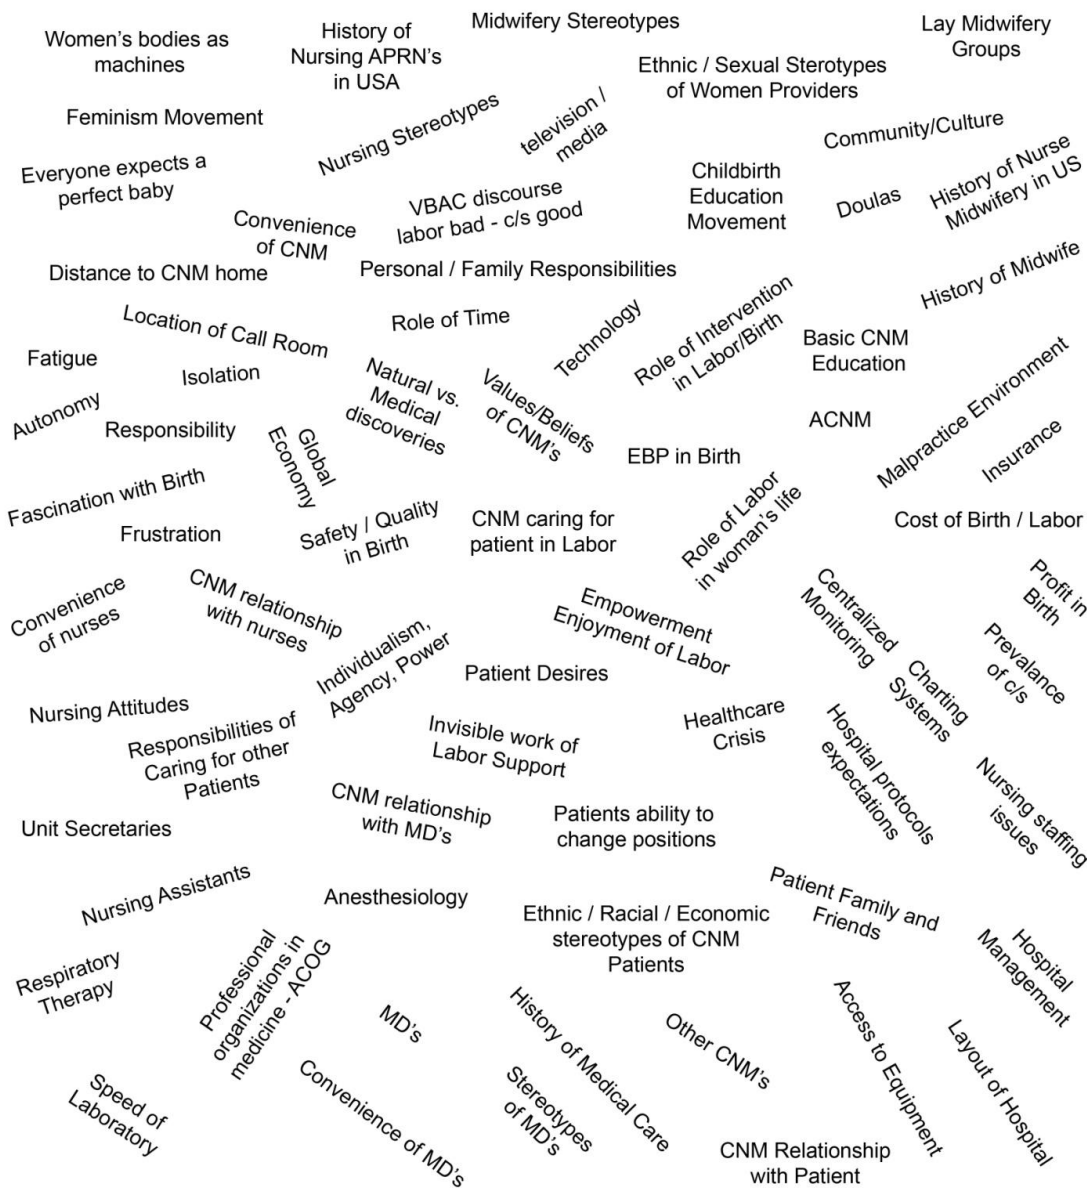 Midwifery Stereotypes
Women's bodies as
machines
History of
Nursing APRN's
in USA
Lay Midwifery
Groups
Ethnic / Sexual Sterotypes
of Women Providers
Feminism Movement
Nursing Stereotypes
television /
media
Community/Culture
Everyone expects a
perfect baby
Childbirth
Education
Movement
Doulas
History of Nurse
Midwifery in US
VBAC discourse
labor bad - c/s good
Convenience
of CNM
Distance to CNM home
Personal / Family Responsibilities
History of Midwife
Location of Call Room
Role of Time
Technology
Role of Intervention
in Labor/Birth
Basic CNM
Education
Fatigue
Isolation
Natural vs.
Medical
discoveries
Values/Beliefs
of CNM's
Malpractice Environment
Autonomy
Responsibility
Global
Economy
ACNM
Insurance
EBP in Birth
Fascination with Birth
Frustration
Safety / Quality
in Birth
CNM caring for
patient in Labor
Role of Labor
in woman's life
Cost of Birth / Labor
Convenience
of nurses
CNM relationship
with nurses
Individualism,
Agency, Power
Empowerment
Enjoyment of Labor
Centralized
Monitoring
Profit in
Birth
Prevalance
of c/s
Patient Desires
Charting
Systems
Nursing Attitudes
Responsibilities of
Caring for other
Patients
Invisible work of
Labor Support
Healthcare
Crisis
Hospital protocols
expectations
Nursing staffing
issues
Unit Secretaries
CNM relationship
with MD's
Patients ability to
change positions
Nursing Assistants
Anesthesiology
Ethnic / Racial / Economic
stereotypes of CNM
Patients
Patient Family and
Friends
Hospital
Management
Respiratory
Therapy
Professional
organizations in
medicine - ACOG
MD's
History of Medical Care
Other CNM's
Access to Equipment
Layout of Hospital
Speed of
Laboratory
Convenience of MD's
Stereotypes
of MD's
CNM Relationship
with Patient